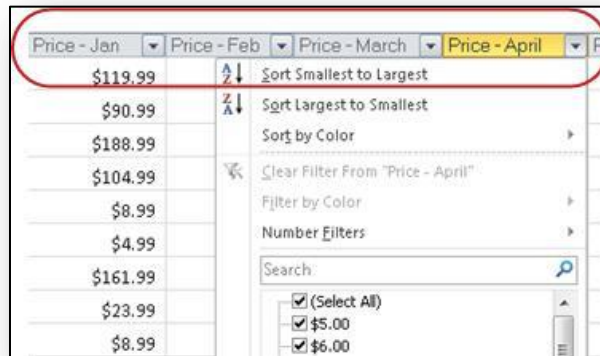 Price - Jan Price - Feb Price - March Price - April
$119.99 Sort Smallest to Largest
$90.99 Sort Largest to Smallest
$188.99 Sort by Color
$104.99 Clear Filter From "Price - April"
$8.99 Filter by Color
$4.99 Number Filters
$161.99 Search
$23.99 (Select All)
$5.00
$8.99 $6.00